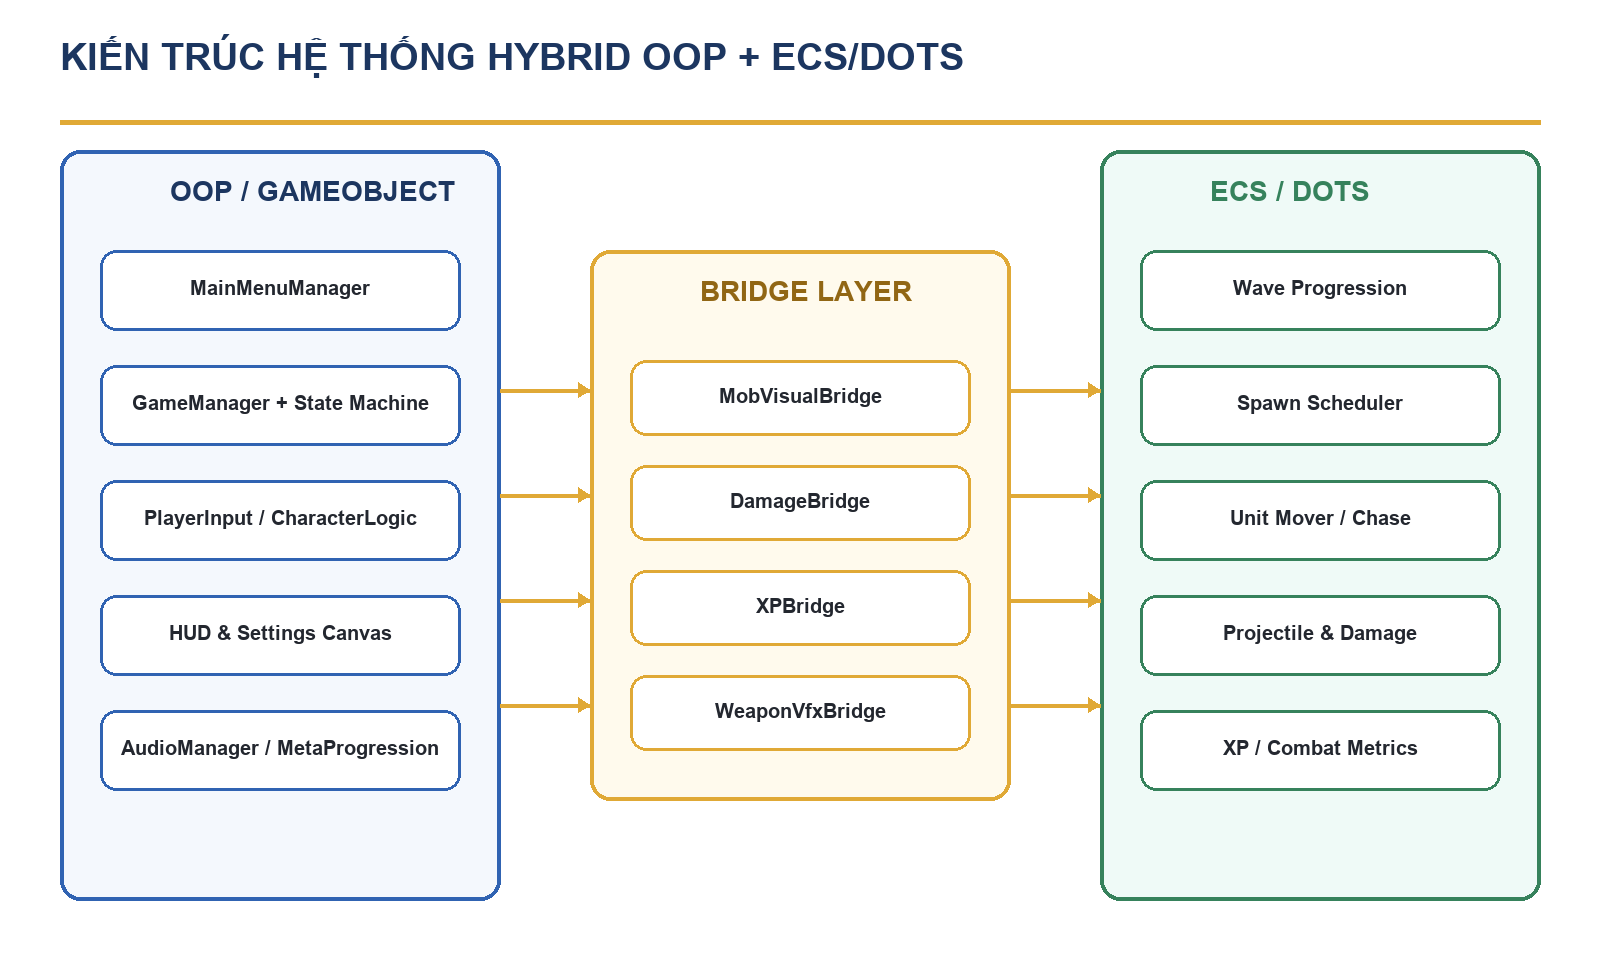 KIẾN TRÚC HỆ THỐNG HYBRID OOP + ECS/DOTS
OOP / GAMEOBJECT
MainMenuManager
GameManager + State Machine
PlayerInput / CharacterLogic
HUD & Settings Canvas
AudioManager / MetaProgression
BRIDGE LAYER
MobVisualBridge
DamageBridge
XPBridge
WeaponVfxBridge
ECS / DOTS
Wave Progression
Spawn Scheduler
Unit Mover / Chase
Projectile & Damage
XP / Combat Metrics